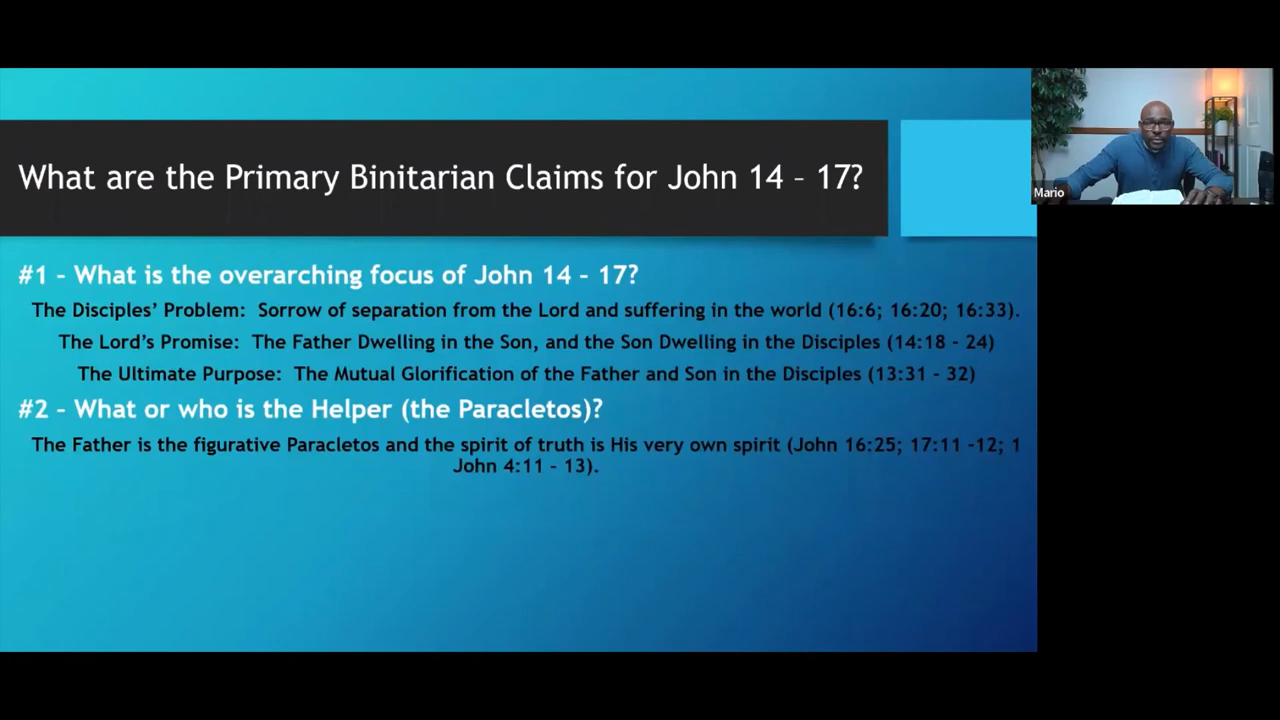 What are the Primary Binitarian Claims for John 14 – 17?
Mario
#1 – What is the overarching focus of John 14 – 17?
The Disciples' Problem: Sorrow of separation from the Lord and suffering in the world (16:6; 16:20; 16:33).
The Lord's Promise: The Father Dwelling in the Son, and the Son Dwelling in the Disciples (14:18 – 24)
The Ultimate Purpose: The Mutual Glorification of the Father and Son in the Disciples (13:31 – 32)
#2 – What or who is the Helper (the Paracletos)?
The Father is the figurative Paracletos and the spirit of truth is His very own spirit (John 16:25; 17:11 -12; 1
John 4:11 – 13).